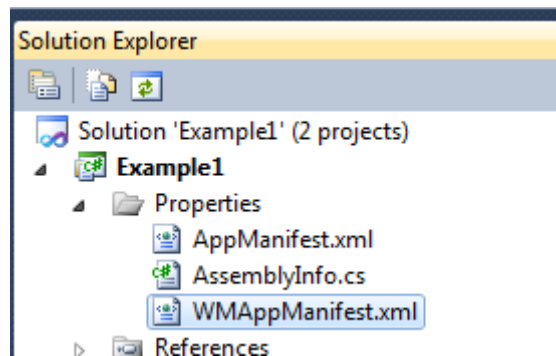 Solution Explorer
Solution 'Example1' (2 projects)
Example1
Properties
AppManifest.xml
AssemblyInfo.cs
WMAppManifest.xml
References